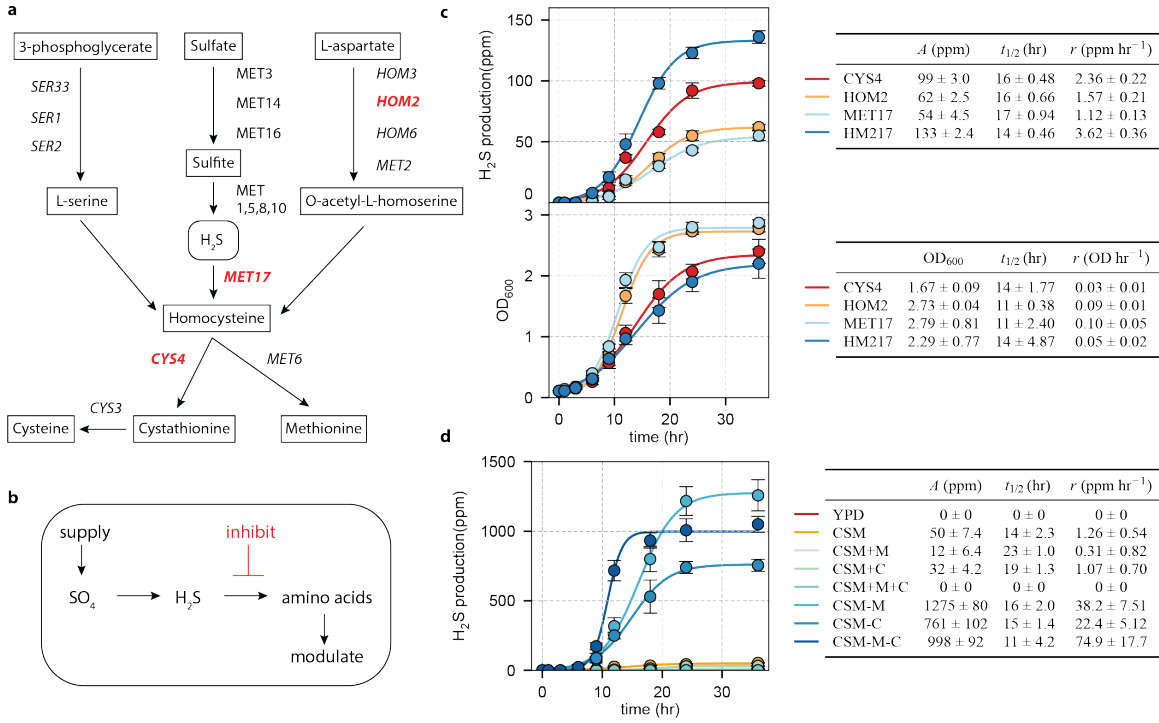 a
3-phosphoglycerate
Sulfate
L-aspartate
SER33
SER1
SER2
MET3
MET14
MET16
HOM3
HOM2
HOM6
MET2
Sulfite
L-serine
MET
1,5,8,10
O-acetyl-L-homoserine
H2S
MET17
Homocysteine
CYS4
MET6
CYS3
Cysteine
Cystathionine
Methionine
b
supply
inhibit
SO4
H2S
amino acids
modulate
c
H2S production(ppm)
150
100
50
0
OD600
3
2
1
0
0 10 20 30
time (hr)
A (ppm) t1/2 (hr) r (ppm hr−1)
CYS4 99 ± 3.0 16 ± 0.48 2.36 ± 0.22
HOM2 62 ± 2.5 16 ± 0.66 1.57 ± 0.21
MET17 54 ± 4.5 17 ± 0.94 1.12 ± 0.13
HM217 133 ± 2.4 14 ± 0.46 3.62 ± 0.36
OD600 t1/2 (hr) r (OD hr−1)
CYS4 1.67 ± 0.09 14 ± 1.77 0.03 ± 0.01
HOM2 2.73 ± 0.04 11 ± 0.38 0.09 ± 0.01
MET17 2.79 ± 0.81 11 ± 2.40 0.10 ± 0.05
HM217 2.29 ± 0.77 14 ± 4.87 0.05 ± 0.02
d
H2S production(ppm)
1500
1000
500
0
0 10 20 30
time (hr)
A (ppm) t1/2 (hr) r (ppm hr−1)
YPD 0 ± 0 0 ± 0 0 ± 0
CSM 50 ± 7.4 14 ± 2.3 1.26 ± 0.54
CSM+M 12 ± 6.4 23 ± 1.0 0.31 ± 0.82
CSM+C 32 ± 4.2 19 ± 1.3 1.07 ± 0.70
CSM+M+C 0 ± 0 0 ± 0 0 ± 0
CSM-M 1275 ± 80 16 ± 2.0 38.2 ± 7.51
CSM-C 761 ± 102 15 ± 1.4 22.4 ± 5.12
CSM-M-C 998 ± 92 11 ± 4.2 74.9 ± 17.7